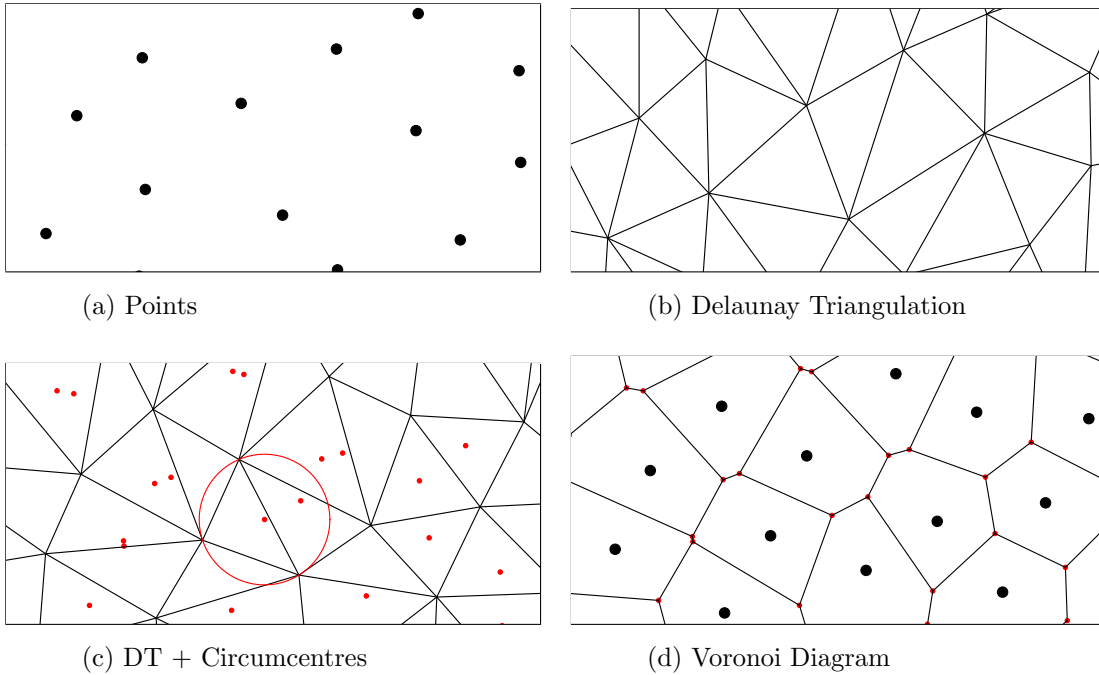 (a) Points
(b) Delaunay Triangulation
(c) DT + Circumcentres
(d) Voronoi Diagram